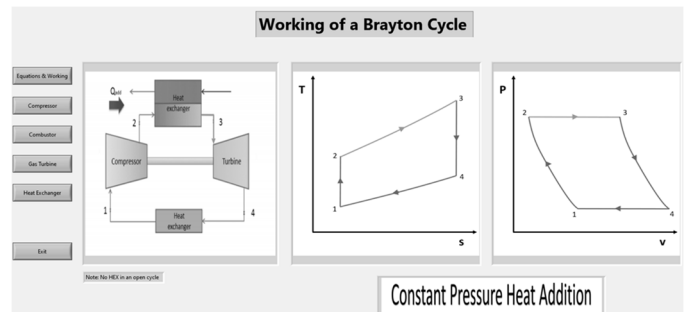 Working of a Brayton Cycle
Equations & Working
Compressor
Combustor
Gas Turbine
Heat Exchanger
Exit
Qadd
Heat
exchanger
2
3
Compressor
Turbine
1
4
Heat
exchanger
Note: No HEX in an open cycle
T
3
2
4
1
S
P
2
3
1
4
V
Constant Pressure Heat Addition